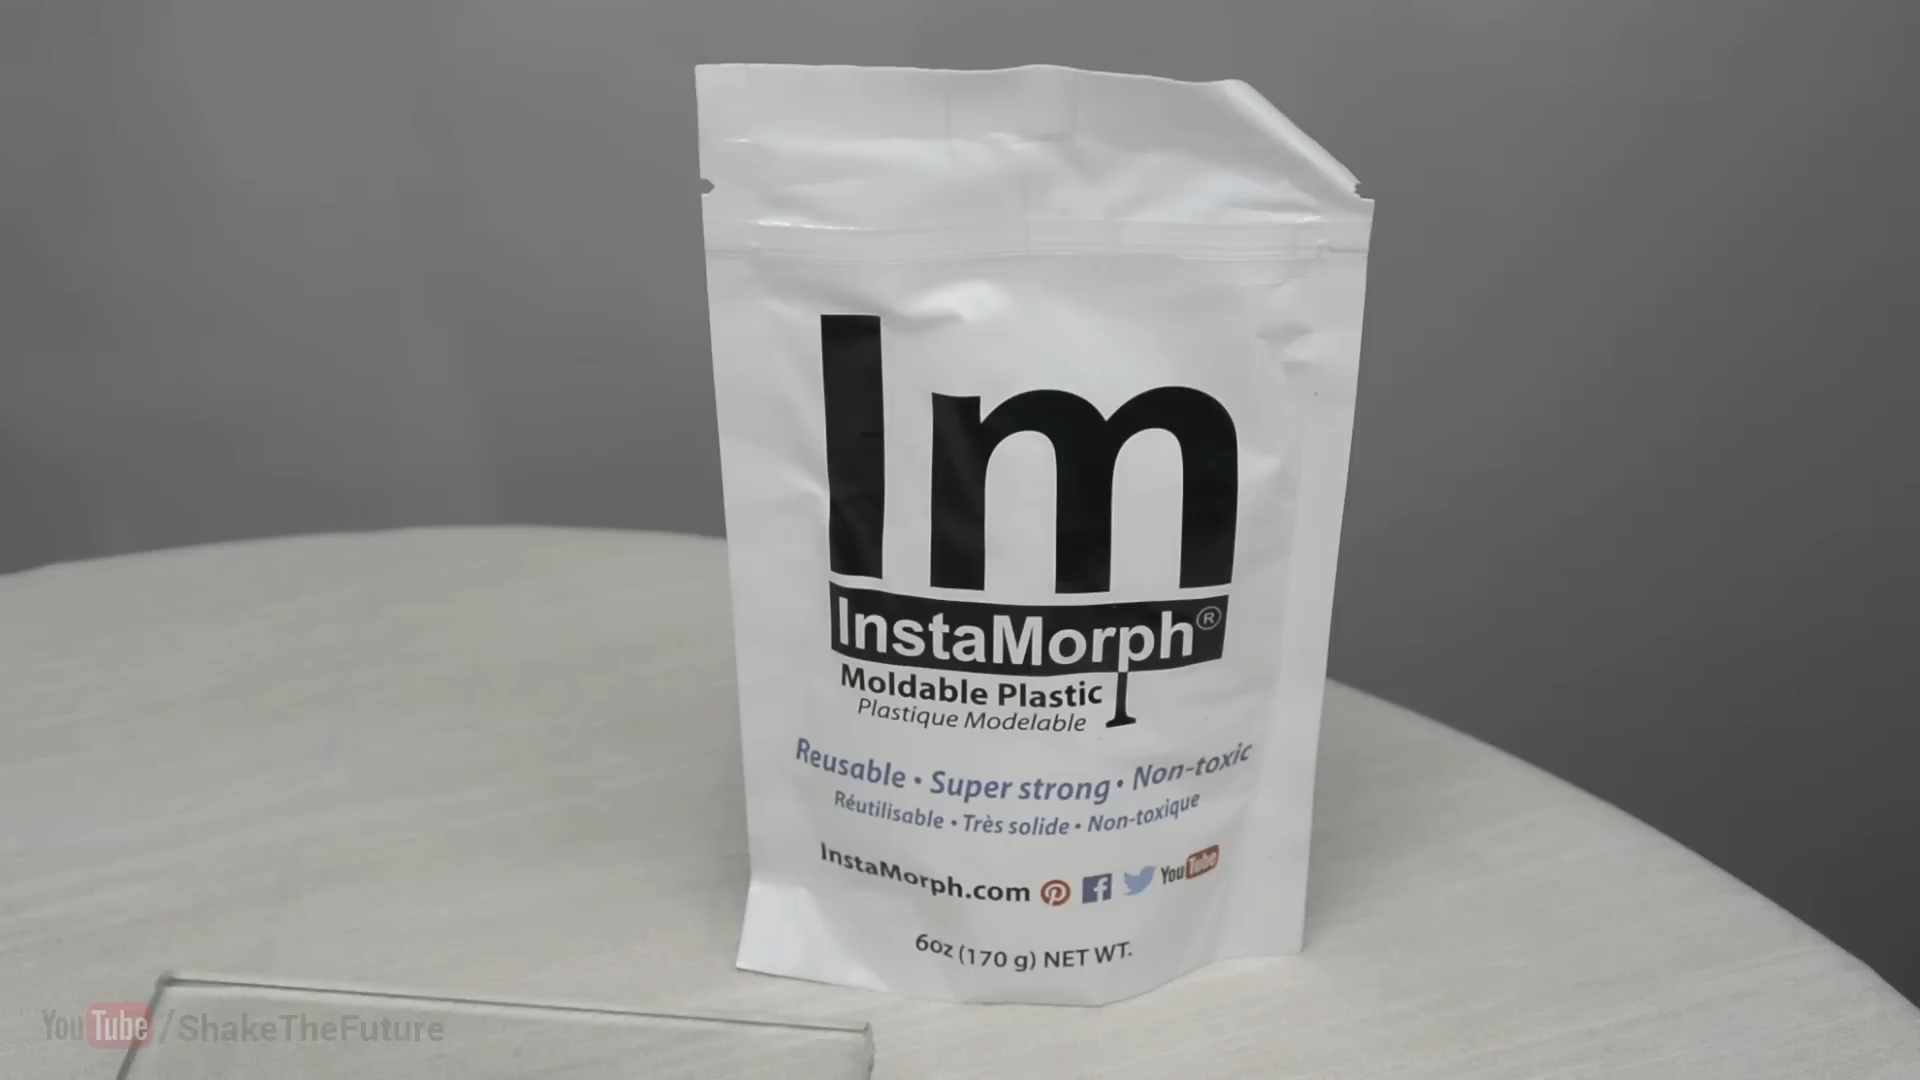 Im
InstaMorph®
Moldable Plastic
Plastique Modelable
Reusable • Super strong • Non-toxic
Réutilisable • Très solide • Non-toxique
InstaMorph.com YouTube
6oz (170 g) NET WT.
YouTube/ShakeTheFuture